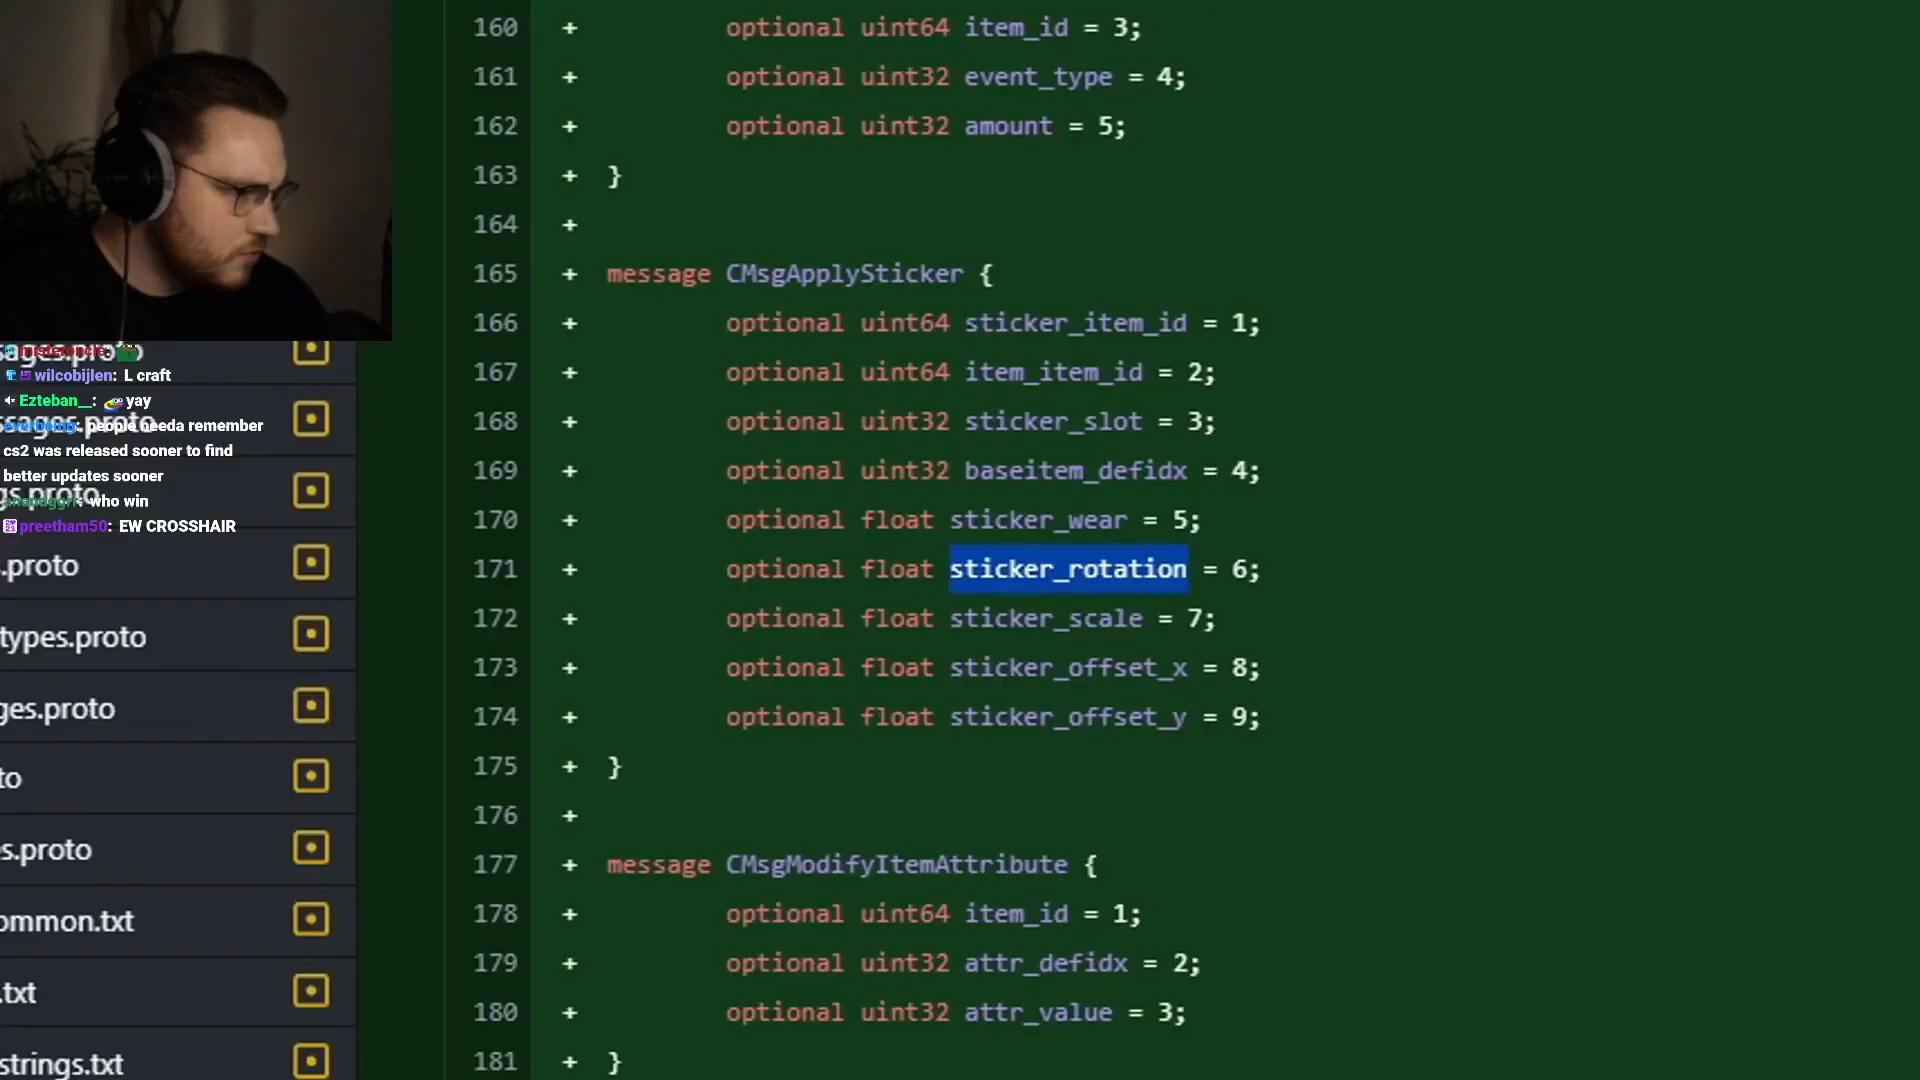 160 + optional uint64 item_id = 3;
161 + optional uint32 event_type = 4;
162 + optional uint32 amount = 5;
163 + }
164 +
165 + message CMsgApplySticker {
166 + optional uint64 sticker_item_id = 1;
167 + optional uint64 item_item_id = 2;
168 + optional uint32 sticker_slot = 3;
169 + optional uint32 baseitem_defidx = 4;
170 + optional float sticker_wear = 5;
171 + optional float sticker_rotation = 6;
172 + optional float sticker_scale = 7;
173 + optional float sticker_offset_x = 8;
174 + optional float sticker_offset_y = 9;
175 + }
176 +
177 + message CMsgModifyItemAttribute {
178 + optional uint64 item_id = 1;
179 + optional uint32 attr_defidx = 2;
180 + optional uint32 attr_value = 3;
181 + }
wilcobijlen: L craft
Ezteban__: yay
people needa remember
cs2 was released sooner to find
better updates sooner
who win
preetham50: EW CROSSHAIR
.proto
types.proto
ges.proto
to
s.proto
ommon.txt
.txt
strings.txt